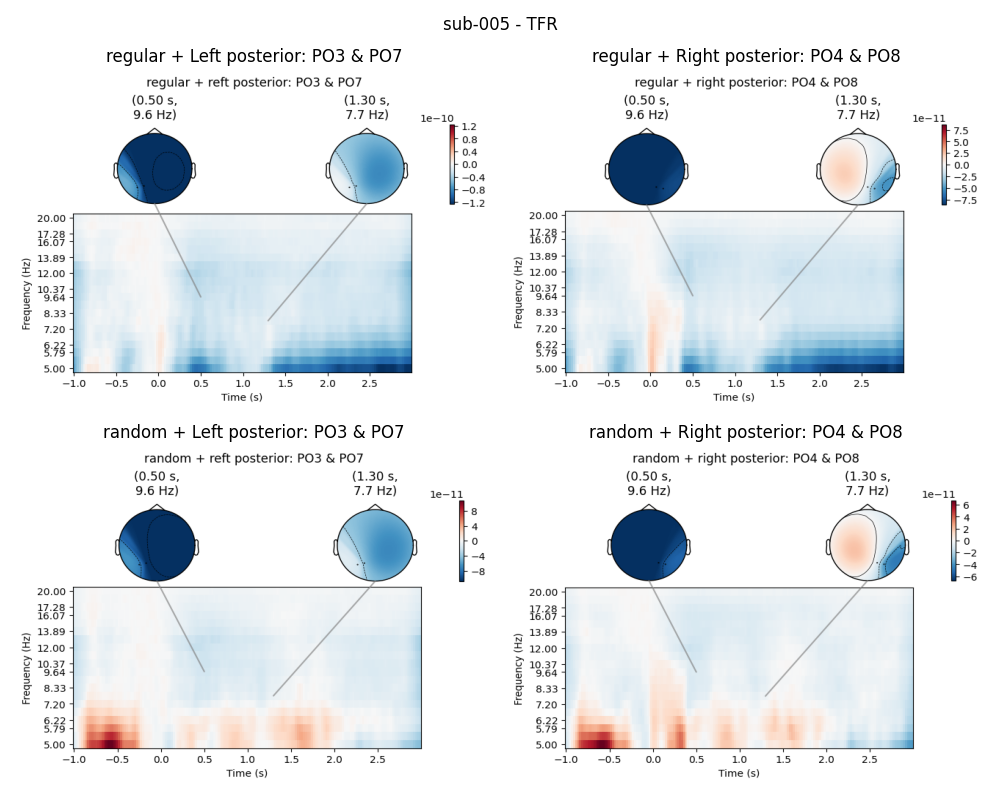 sub-005 - TFR
regular + Left posterior: PO3 & PO7
regular + reft posterior: PO3 & PO7
(0.50 s,
9.6 Hz)
(1.30 s,
7.7 Hz)
1e−10
1.2
0.8
0.4
0.0
−0.4
−0.8
−1.2
Frequency (Hz)
20.00
17.28
16.07
13.89
12.00
10.37
9.64
8.33
7.20
6.22
5.79
5.00
−1.0 −0.5 0.0 0.5 1.0 1.5 2.0 2.5
Time (s)
regular + Right posterior: PO4 & PO8
regular + right posterior: PO4 & PO8
(0.50 s,
9.6 Hz)
(1.30 s,
7.7 Hz)
1e−11
7.5
5.0
2.5
0.0
−2.5
−5.0
−7.5
Frequency (Hz)
20.00
17.28
16.07
13.89
12.00
10.37
9.64
8.33
7.20
6.22
5.79
5.00
−1.0 −0.5 0.0 0.5 1.0 1.5 2.0 2.5
Time (s)
random + Left posterior: PO3 & PO7
random + reft posterior: PO3 & PO7
(0.50 s,
9.6 Hz)
(1.30 s,
7.7 Hz)
1e−11
8
4
0
−4
−8
Frequency (Hz)
20.00
17.28
16.07
13.89
12.00
10.37
9.64
8.33
7.20
6.22
5.79
5.00
−1.0 −0.5 0.0 0.5 1.0 1.5 2.0 2.5
Time (s)
random + Right posterior: PO4 & PO8
random + right posterior: PO4 & PO8
(0.50 s,
9.6 Hz)
(1.30 s,
7.7 Hz)
1e−11
6
4
2
0
−2
−4
−6
Frequency (Hz)
20.00
17.28
16.07
13.89
12.00
10.37
9.64
8.33
7.20
6.22
5.79
5.00
−1.0 −0.5 0.0 0.5 1.0 1.5 2.0 2.5
Time (s)